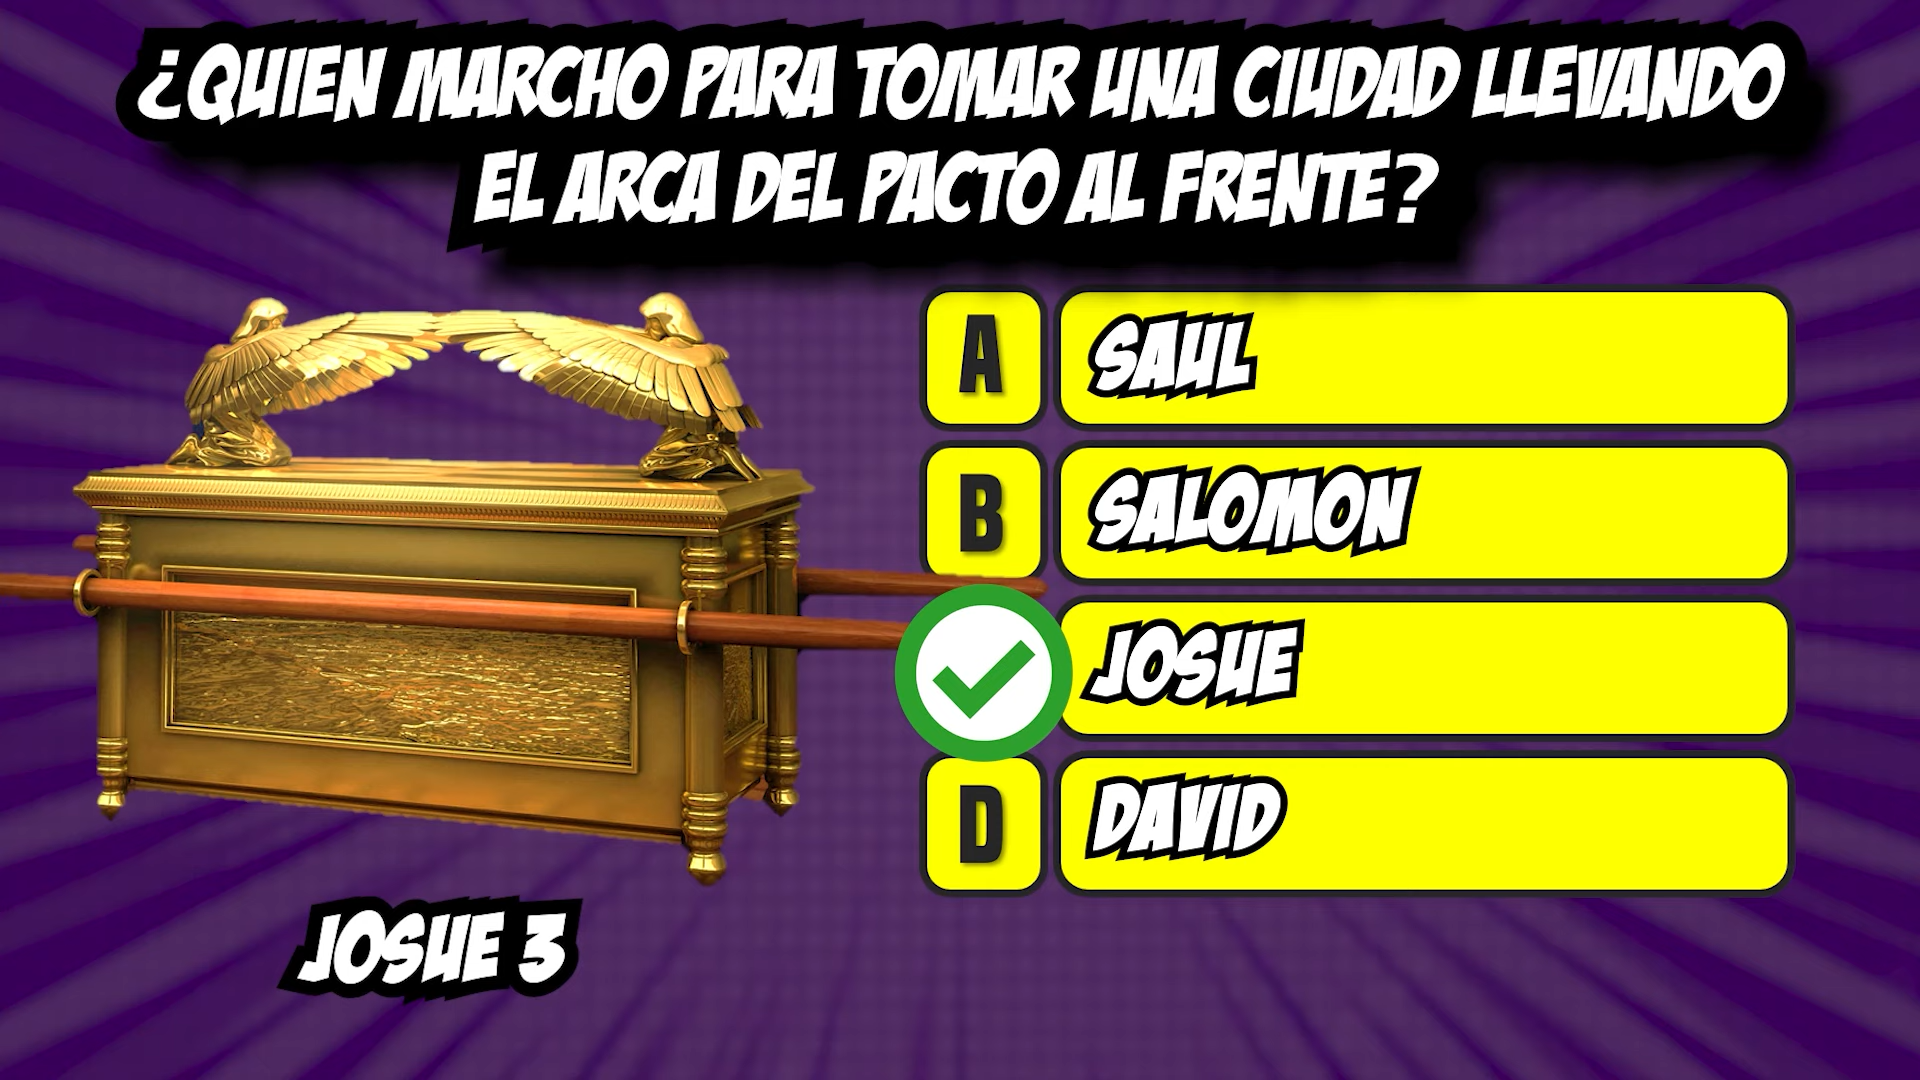 ¿QUIEN MARCHO PARA TOMAR UNA CIUDAD LLEVANDO
EL ARCA DEL PACTO AL FRENTE?
A SAUL
B SALOMON
JOSUE
D DAVID
JOSUE 3